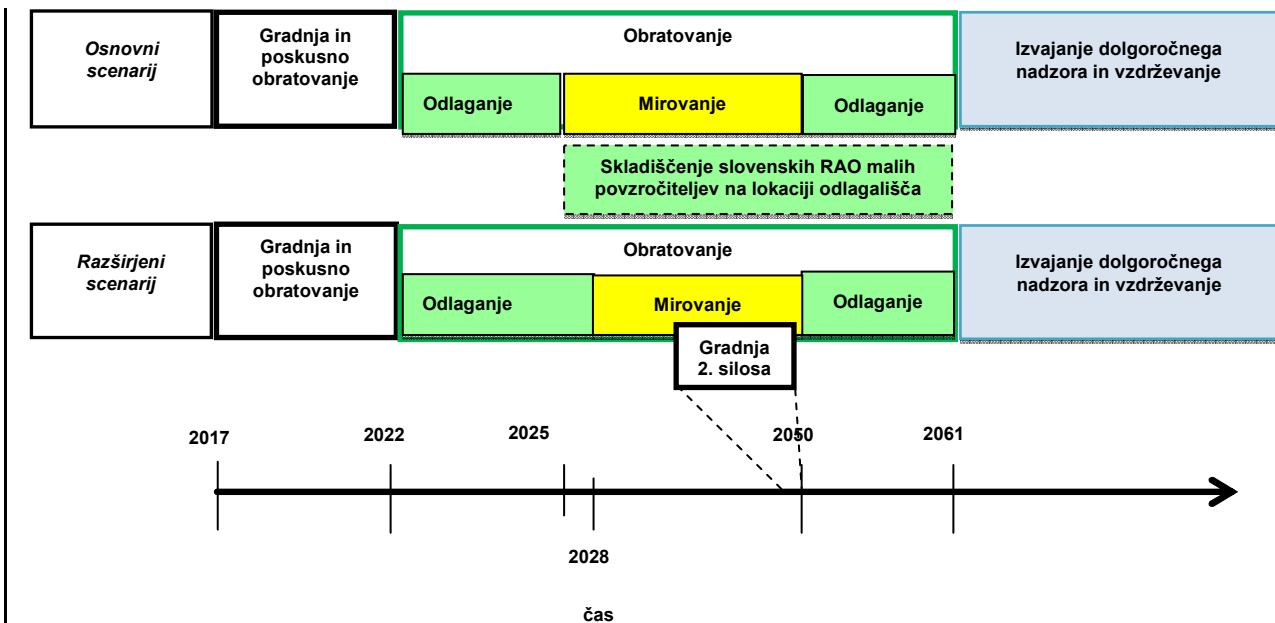 Osnovni
scenarij
Gradnja in
poskusno
obratovanje
Obratovanje
Odlaganje
Mirovanje
Odlaganje
Izvajanje dolgoročnega
nadzora in vzdrževanje
Skladiščenje slovenskih RAO malih
povzročiteljev na lokaciji odlagališča
Razširjeni
scenarij
Gradnja in
poskusno
obratovanje
Obratovanje
Odlaganje
Mirovanje
Odlaganje
Izvajanje dolgoročnega
nadzora in vzdrževanje
Gradnja
2. silosa
2017
2022
2025
2050
2061
2028
čas